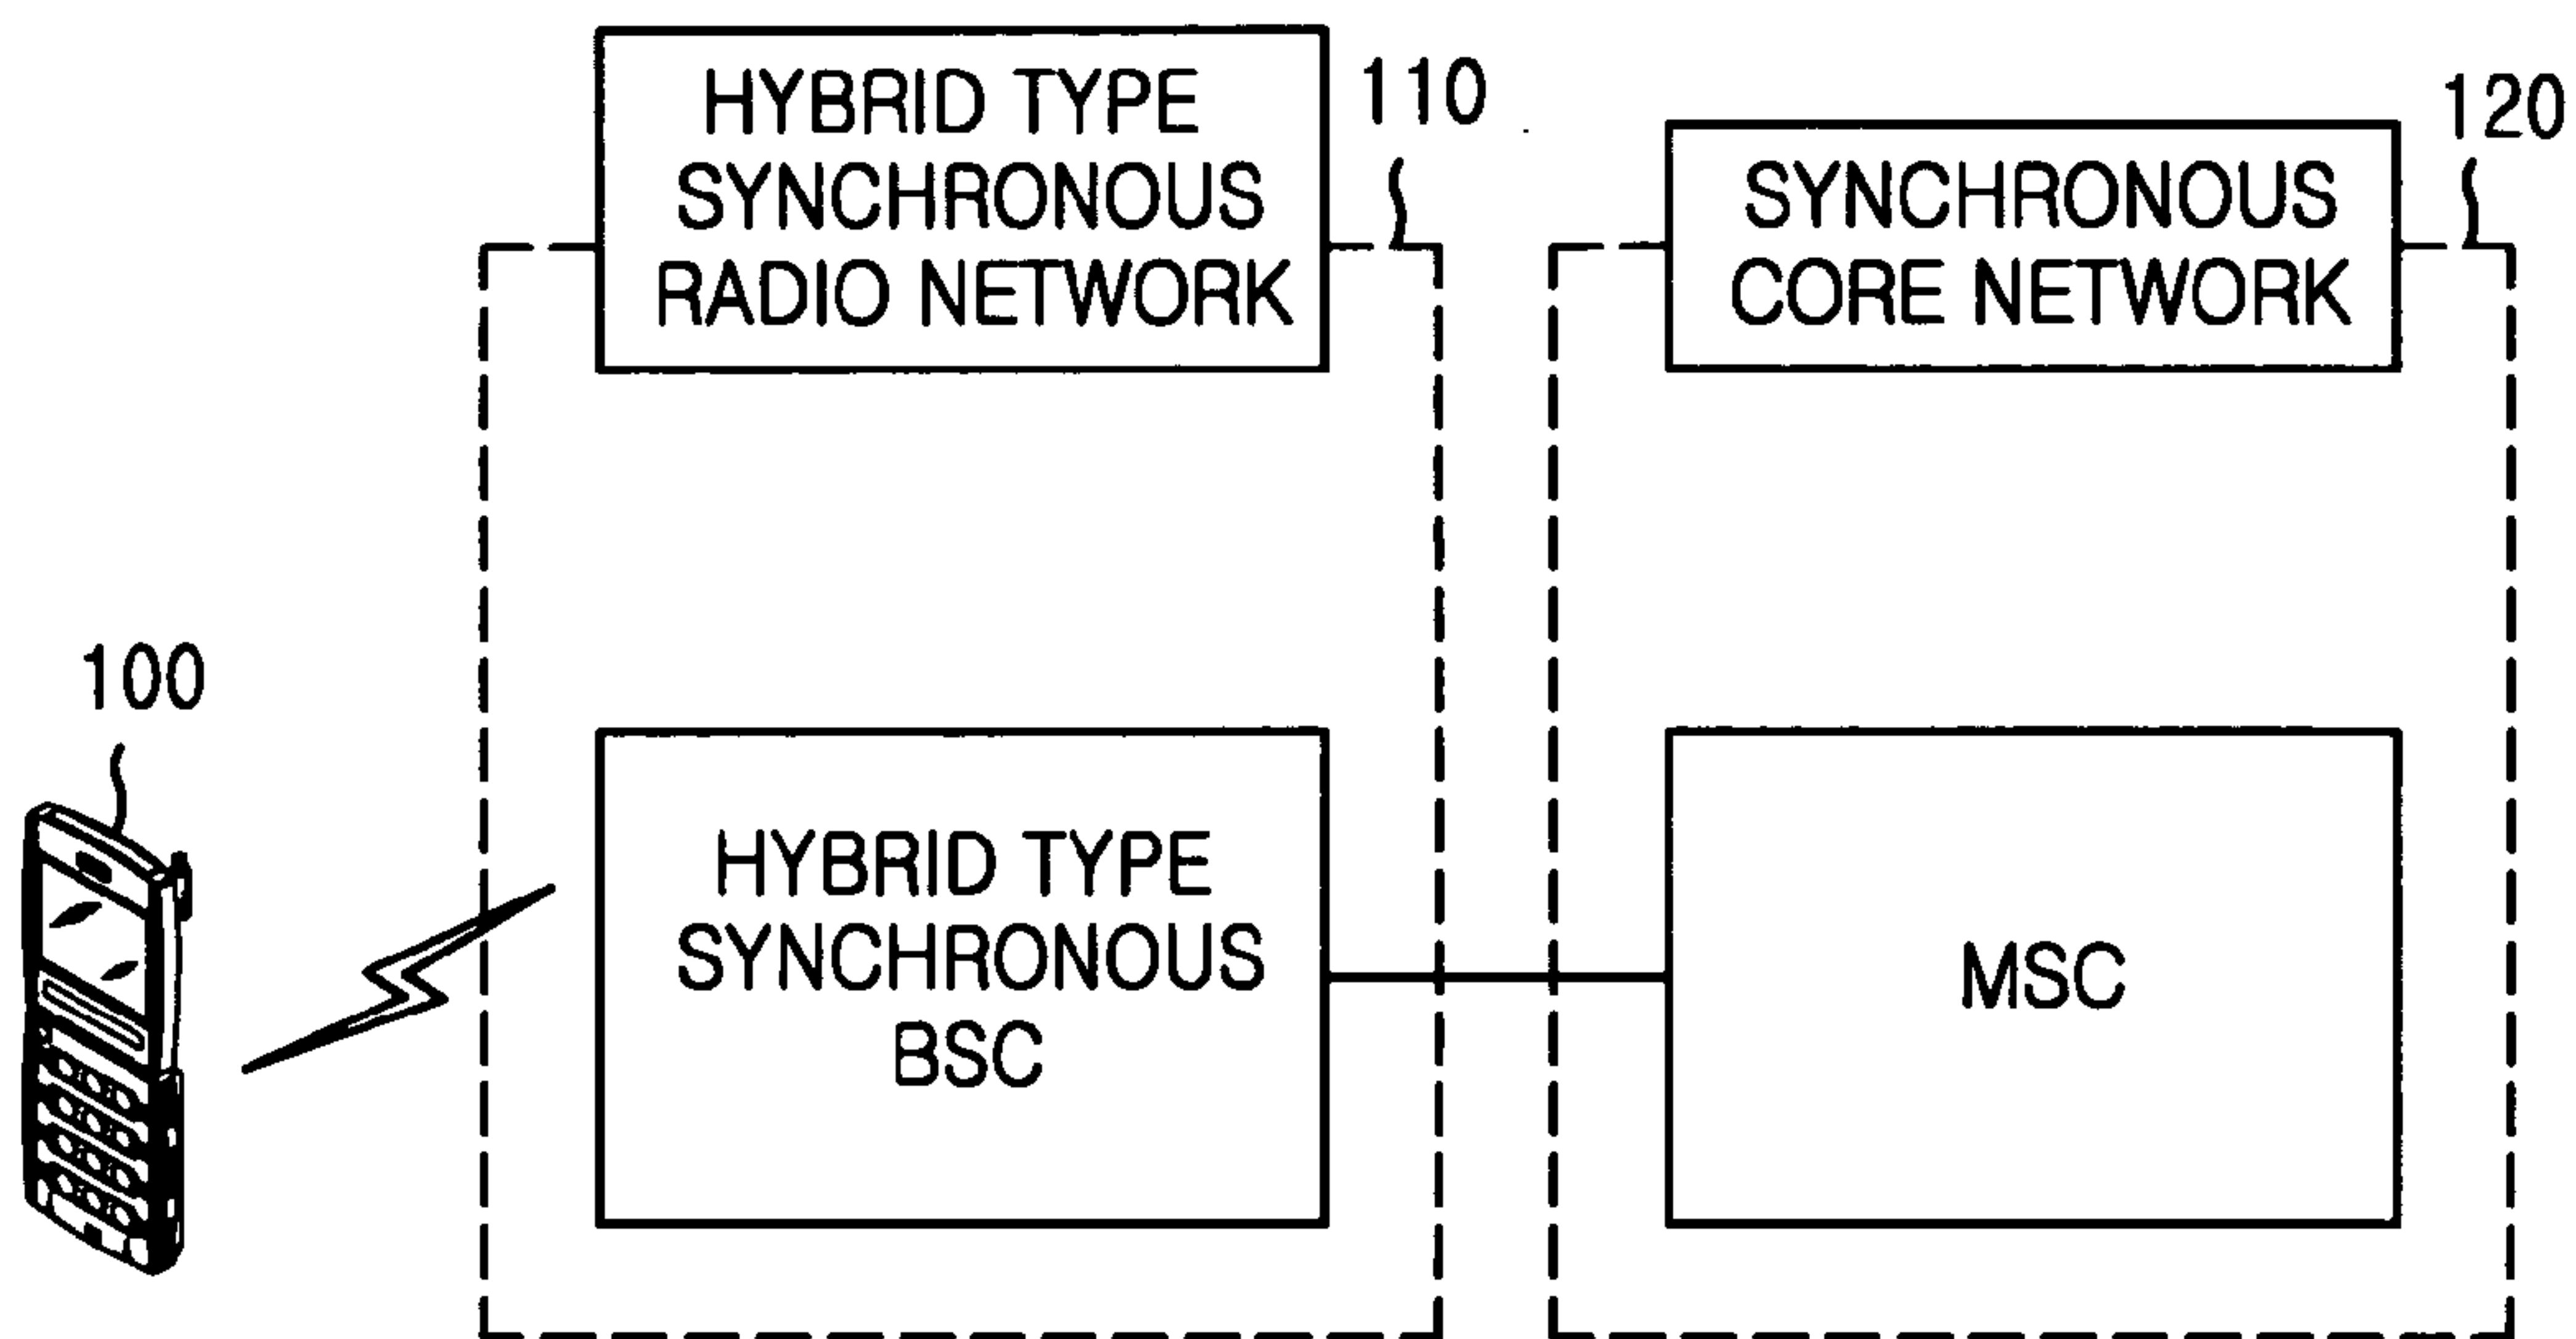 HYBRID TYPE
SYNCHRONOUS
RADIO NETWORK
110
SYNCHRONOUS
CORE NETWORK
120
100
HYBRID TYPE
SYNCHRONOUS
BSC
MSC